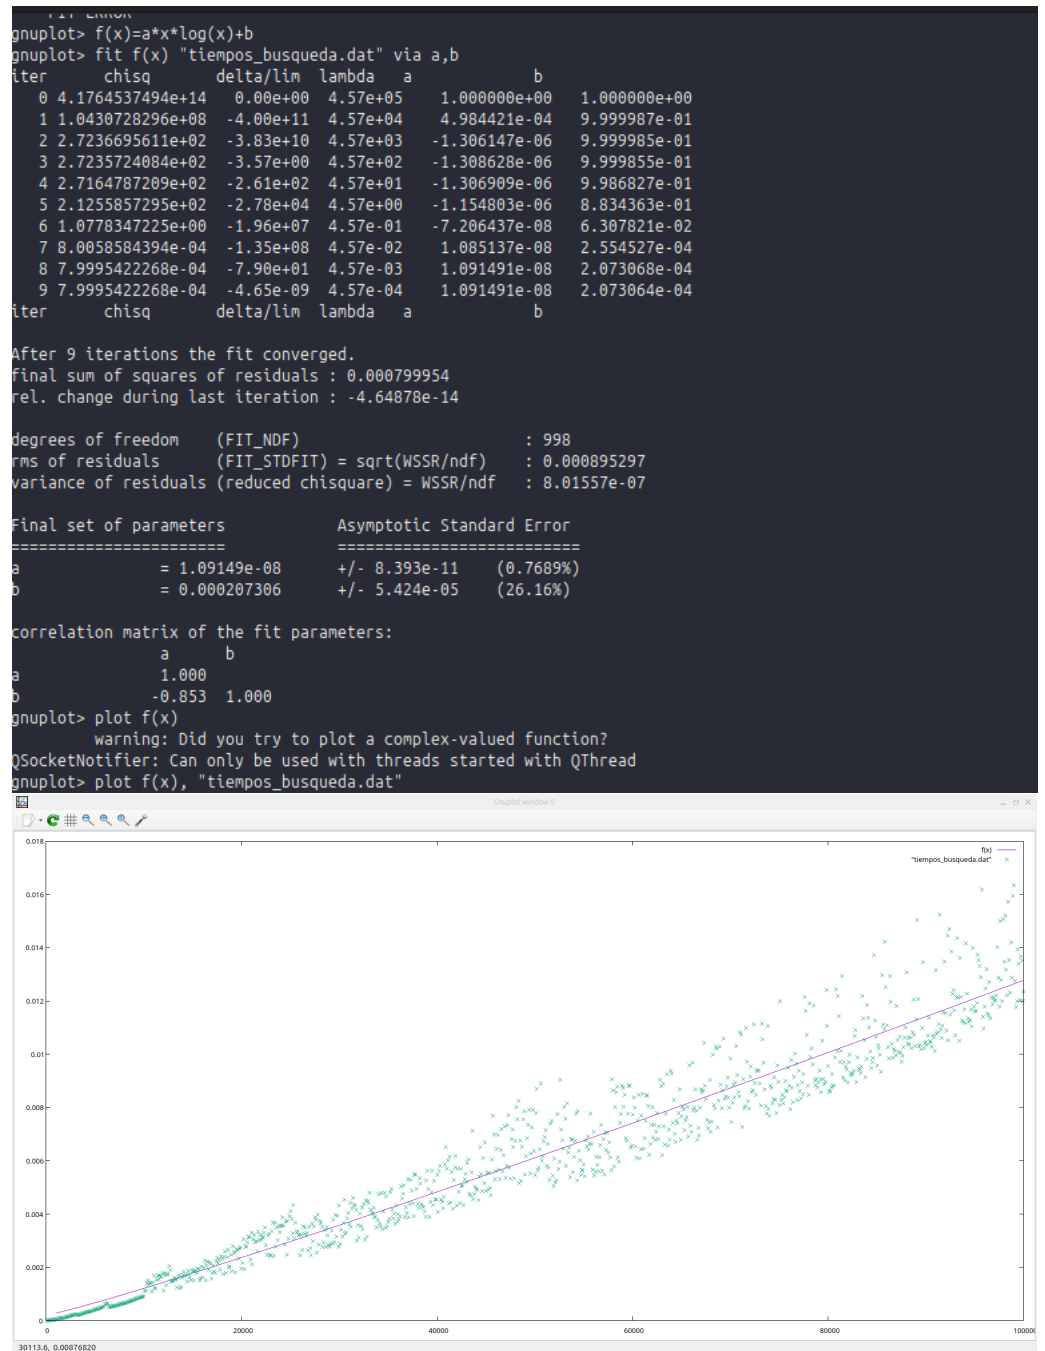 FIT ERROR
gnuplot> f(x)=a*x*log(x)+b
gnuplot> fit f(x) "tiempos_busqueda.dat" via a,b
iter      chisq       delta/lim  lambda   a             b
0 4.1764537494e+14   0.00e+00  4.57e+05    1.000000e+00   1.000000e+00
1 1.0430728296e+08  -4.00e+11  4.57e+04    4.984421e-04   9.999987e-01
2 2.7236695611e+02  -3.83e+10  4.57e+03   -1.306147e-06   9.999985e-01
3 2.7235724084e+02  -3.57e+00  4.57e+02   -1.308628e-06   9.999855e-01
4 2.7164787209e+02  -2.61e+02  4.57e+01   -1.306909e-06   9.986827e-01
5 2.1255857295e+02  -2.78e+04  4.57e+00   -1.154803e-06   8.834363e-01
6 1.0778347225e+00  -1.96e+07  4.57e-01   -7.206437e-08   6.307821e-02
7 8.0058584394e-04  -1.35e+08  4.57e-02    1.085137e-08   2.554527e-04
8 7.9995422268e-04  -7.90e+01  4.57e-03    1.091491e-08   2.073068e-04
9 7.9995422268e-04  -4.65e-09  4.57e-04    1.091491e-08   2.073064e-04
iter      chisq       delta/lim  lambda   a             b
After 9 iterations the fit converged.
final sum of squares of residuals : 0.000799954
rel. change during last iteration : -4.64878e-14
degrees of freedom    (FIT_NDF)                        : 998
rms of residuals      (FIT_STDFIT) = sqrt(WSSR/ndf)    : 0.000895297
variance of residuals (reduced chisquare) = WSSR/ndf   : 8.01557e-07
Final set of parameters            Asymptotic Standard Error
=======================            ==========================
a               = 1.09149e-08      +/- 8.393e-11    (0.7689%)
b               = 0.000207306      +/- 5.424e-05    (26.16%)
correlation matrix of the fit parameters:
a      b
a               1.000
b              -0.853  1.000
gnuplot> plot f(x)
warning: Did you try to plot a complex-valued function?
QSocketNotifier: Can only be used with threads started with QThread
gnuplot> plot f(x), "tiempos_busqueda.dat"
Gnuplot window 0
0.018
f(x)
"tiempos_busqueda.dat"
0.016
0.014
0.012
0.01
0.008
0.006
0.004
0.002
0
0 20000 40000 60000 80000 100000
30113.6, 0.00876820